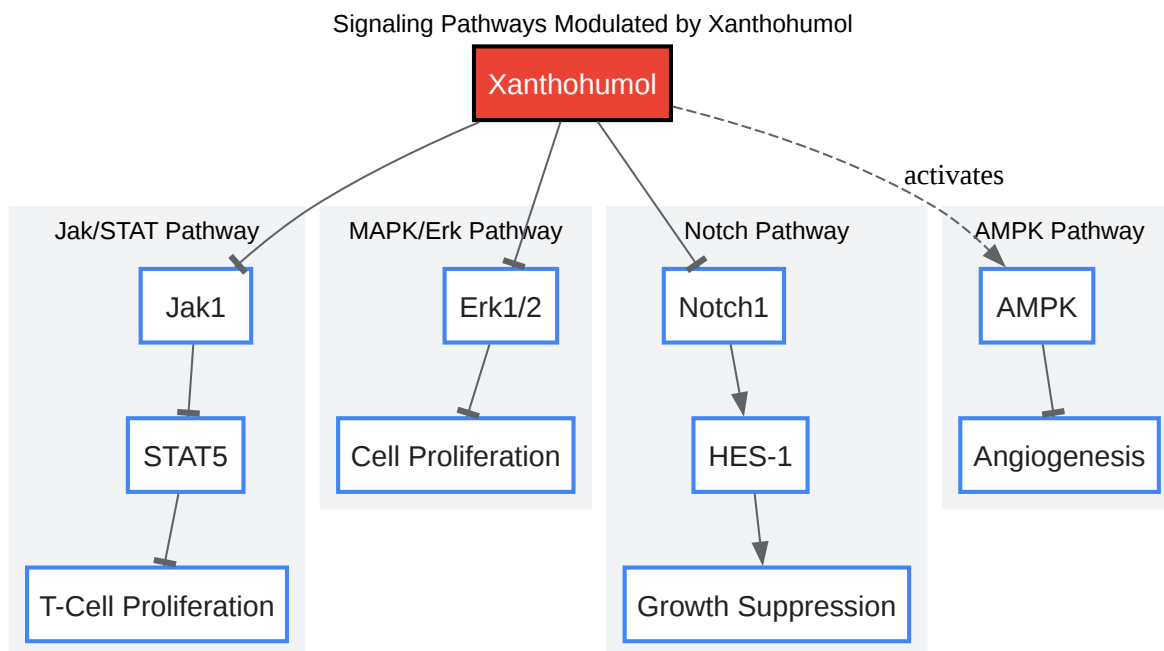 Signaling Pathways Modulated by Xanthohumol
Xanthohumol
activates
Jak/STAT Pathway
MAPK/Erk Pathway
Notch Pathway
AMPK Pathway
Jak1
Erk1/2
Notch1
AMPK
STAT5
Cell Proliferation
HES-1
Angiogenesis
T-Cell Proliferation
Growth Suppression